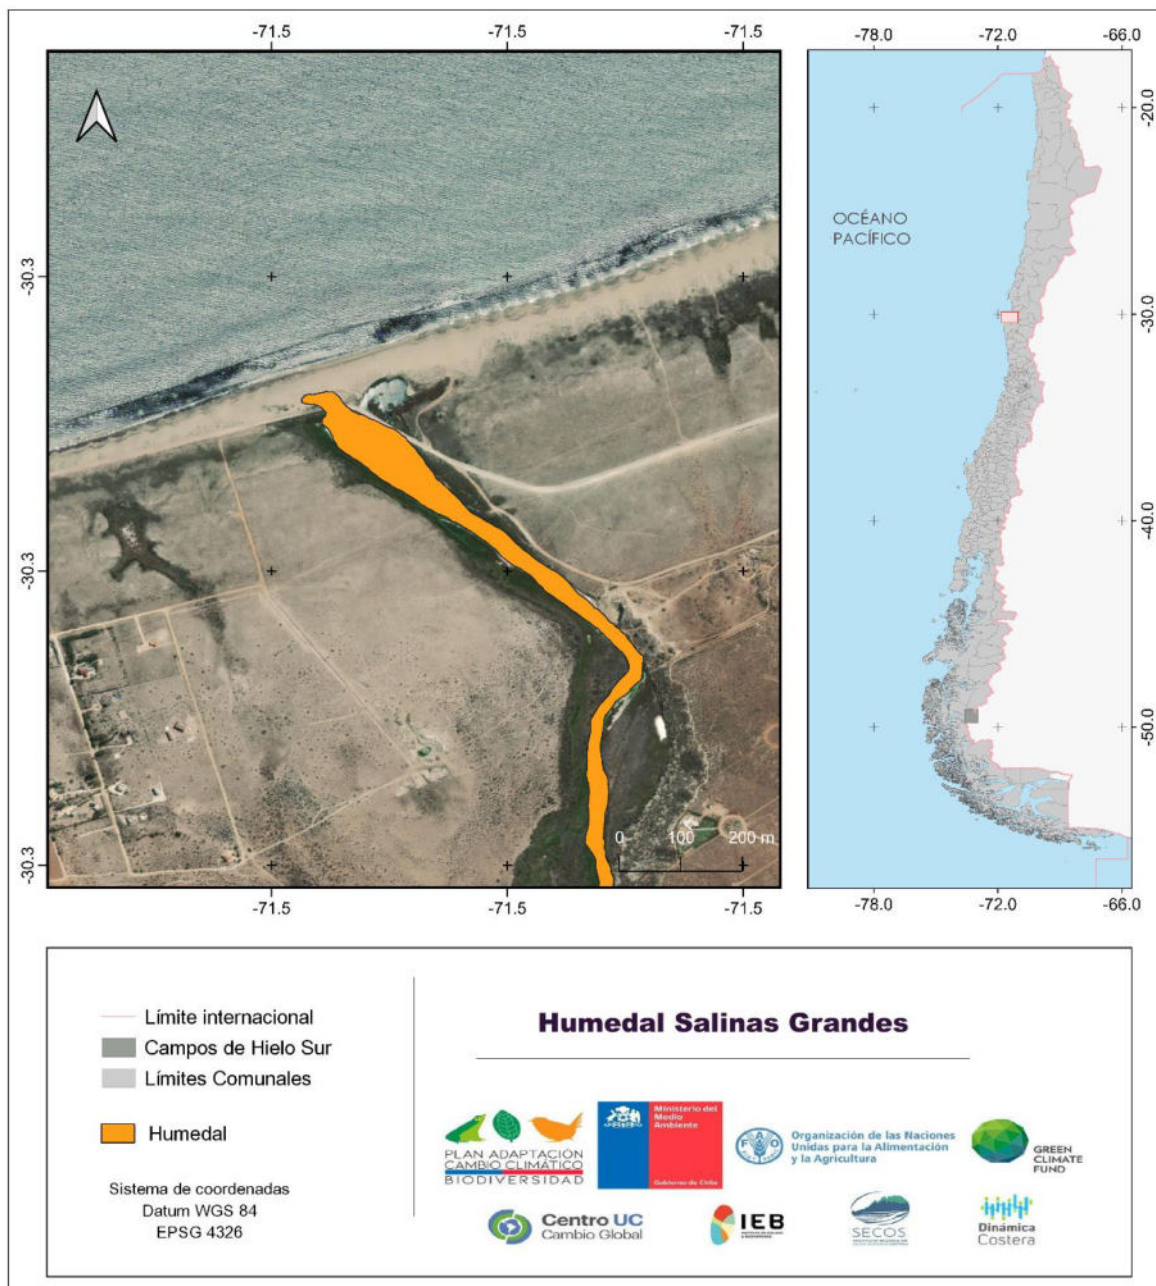 -71.5 -71.5 -71.5
-78.0 -72.0 -66.0
-30.3
-30.3
-30.3
-20.0
-30.0
-40.0
-50.0
OCÉANO
PACÍFICO
0 100 200 m
-71.5 -71.5 -71.5
-78.0 -72.0 -66.0
Límite internacional
Campos de Hielo Sur
Límites Comunales
Humedal
Sistema de coordenadas
Datum WGS 84
EPSG 4326
Humedal Salinas Grandes
PLAN ADAPTACIÓN
CAMBIO CLIMÁTICO
BIODIVERSIDAD
Ministerio del
Medio
Ambiente
Gobierno de Chile
FAO
Organización de las Naciones
Unidas para la Alimentación
y la Agricultura
GREEN
CLIMATE
FUND
Centro UC
Cambio Global
IEB
SECOS
Dinámica
Costera